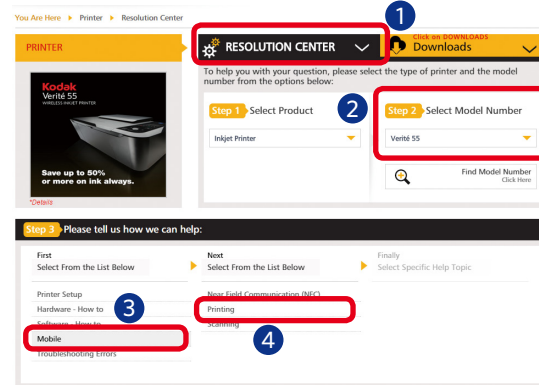 You Are Here ▸ Printer ▸ Resolution Center
1
PRINTER
RESOLUTION CENTER
Click on DOWNLOADS
Downloads
Kodak
Verité 55
WIRELESS INKJET PRINTER
Save up to 50%
or more on ink always.
*Details
To help you with your question, please select the type of printer and the model
number from the options below:
Step 1 Select Product
2
Step 2 Select Model Number
Inkjet Printer
Verité 55
Find Model Number
Click Here
Step 3 Please tell us how we can help:
First
Select From the List Below
Next
Select From the List Below
Finally
Select Specific Help Topic
Printer Setup
Hardware - How to
Software - How to
Mobile
Troubleshooting Errors
3
Near Field Communication (NFC)
Printing
Scanning
4